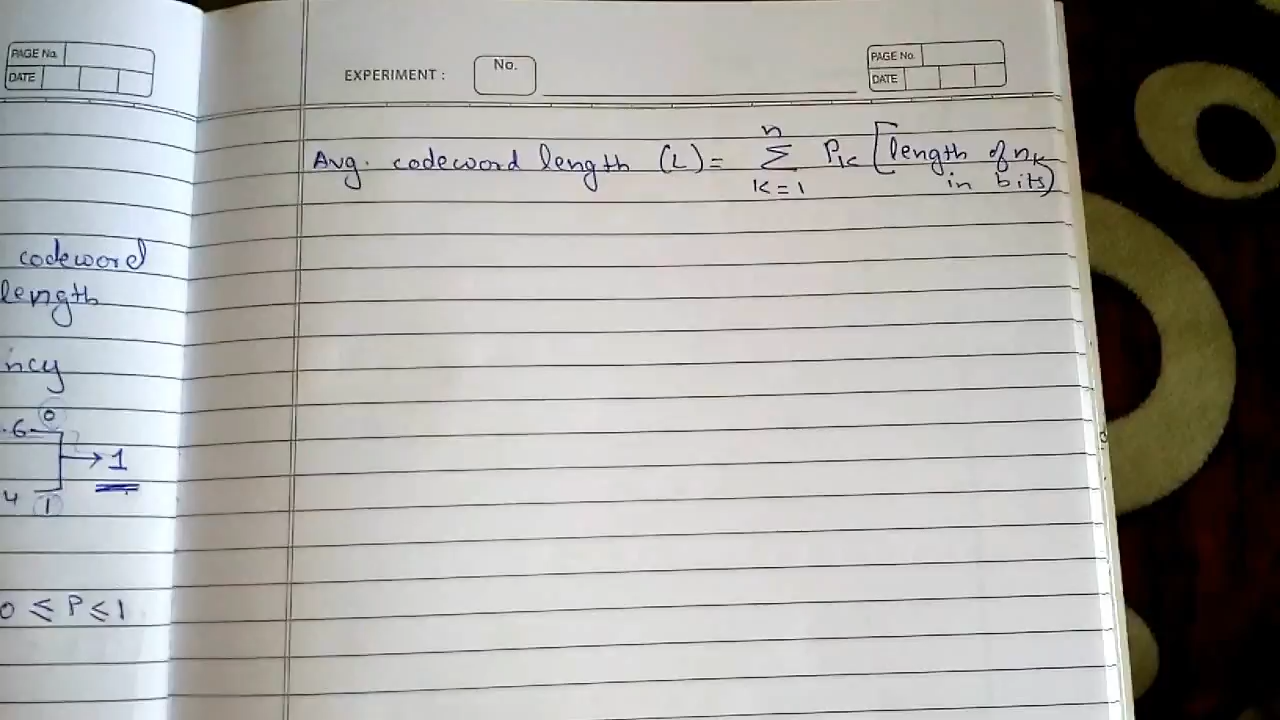 PAGE No.
DATE
codeword
length
ncy
.6 0
→ 1
4 1
0 ≤ P ≤ 1
EXPERIMENT : No.
PAGE No.
DATE
Avg. codeword length (L) = n Σ k=1 Pk [length of nk
in bits)